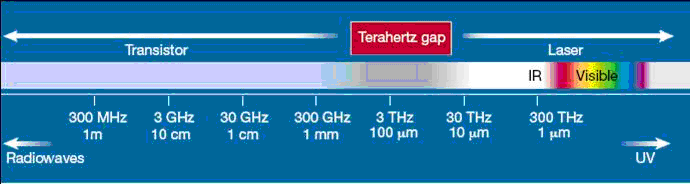 Terahertz gap
Transistor
Laser
IR
Visible
300 MHz 3 GHz 30 GHz 300 GHz 3 THz 30 THz 300 THz
1m 10 cm 1 cm 1 mm 100 μm 10 μm 1 μm
Radiowaves
UV